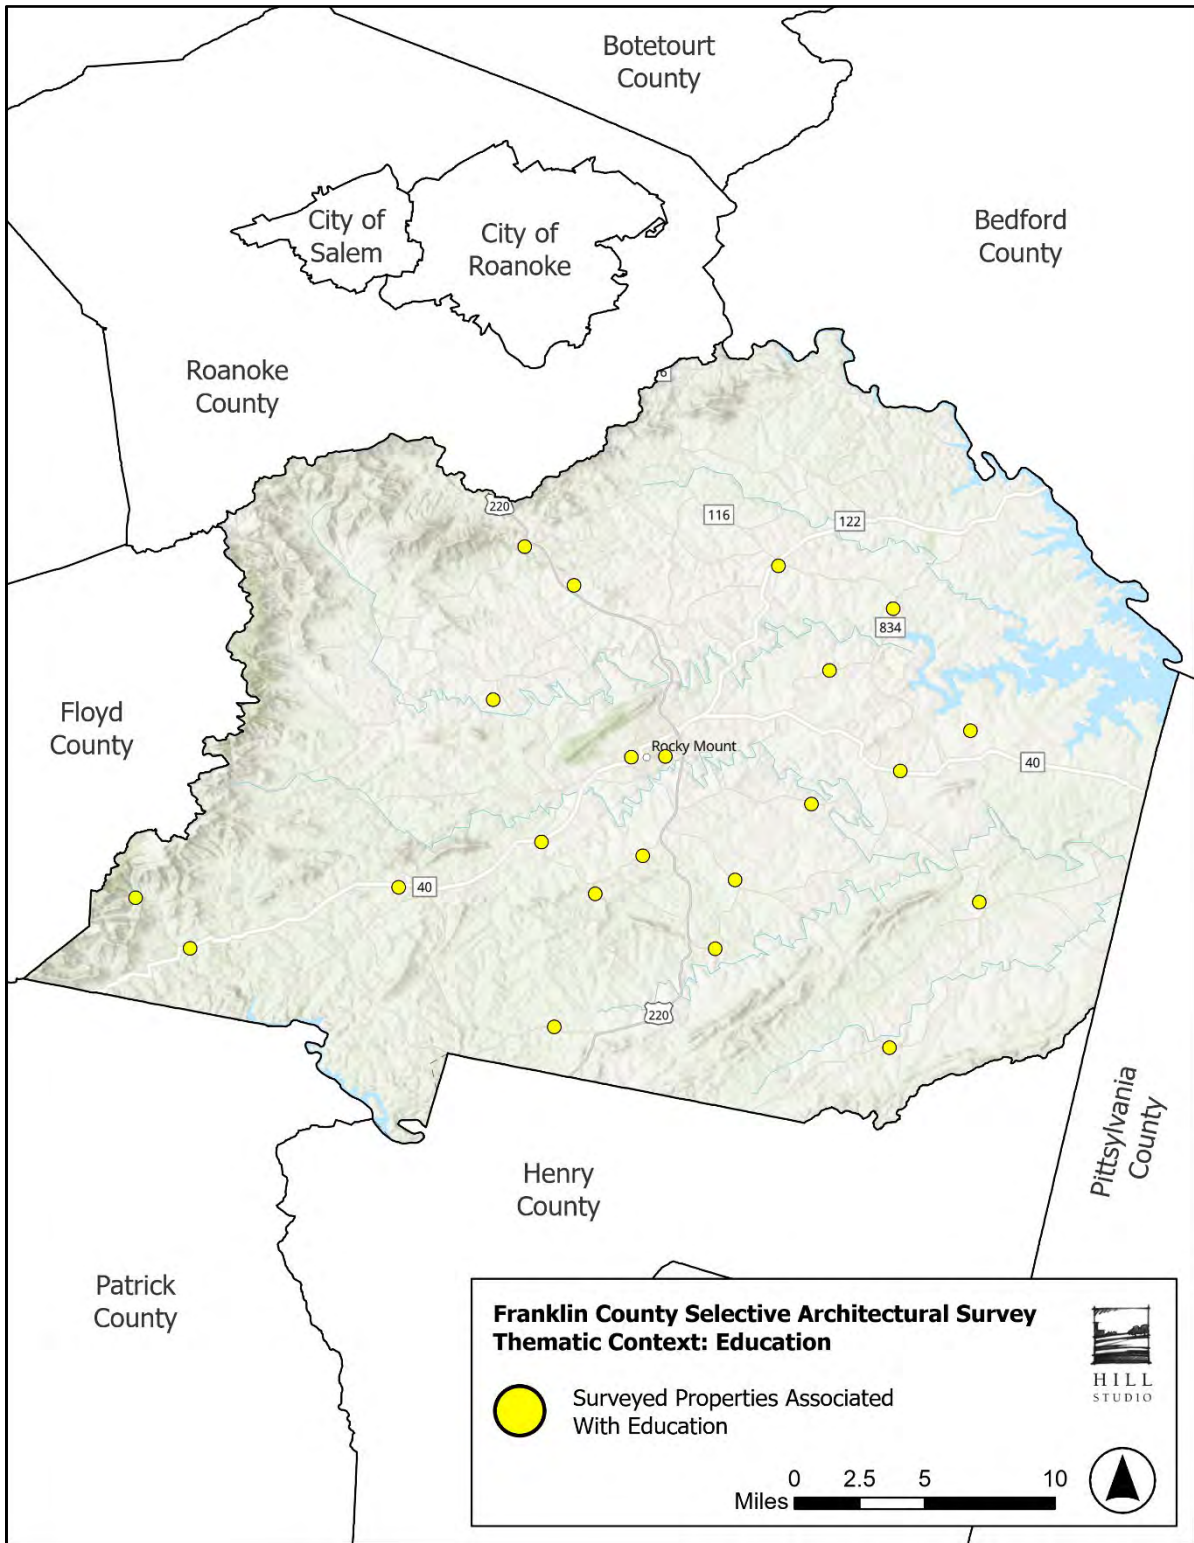 Botetourt
County
Bedford
County
City of
Salem
City of
Roanoke
Roanoke
County
6
220
116
122
834
Floyd
County
Rocky Mount
40
40
220
Pittsylvania
County
Henry
County
Patrick
County
Franklin County Selective Architectural Survey
Thematic Context: Education
HILL
STUDIO
Surveyed Properties Associated
With Education
0 2.5 5 10
Miles